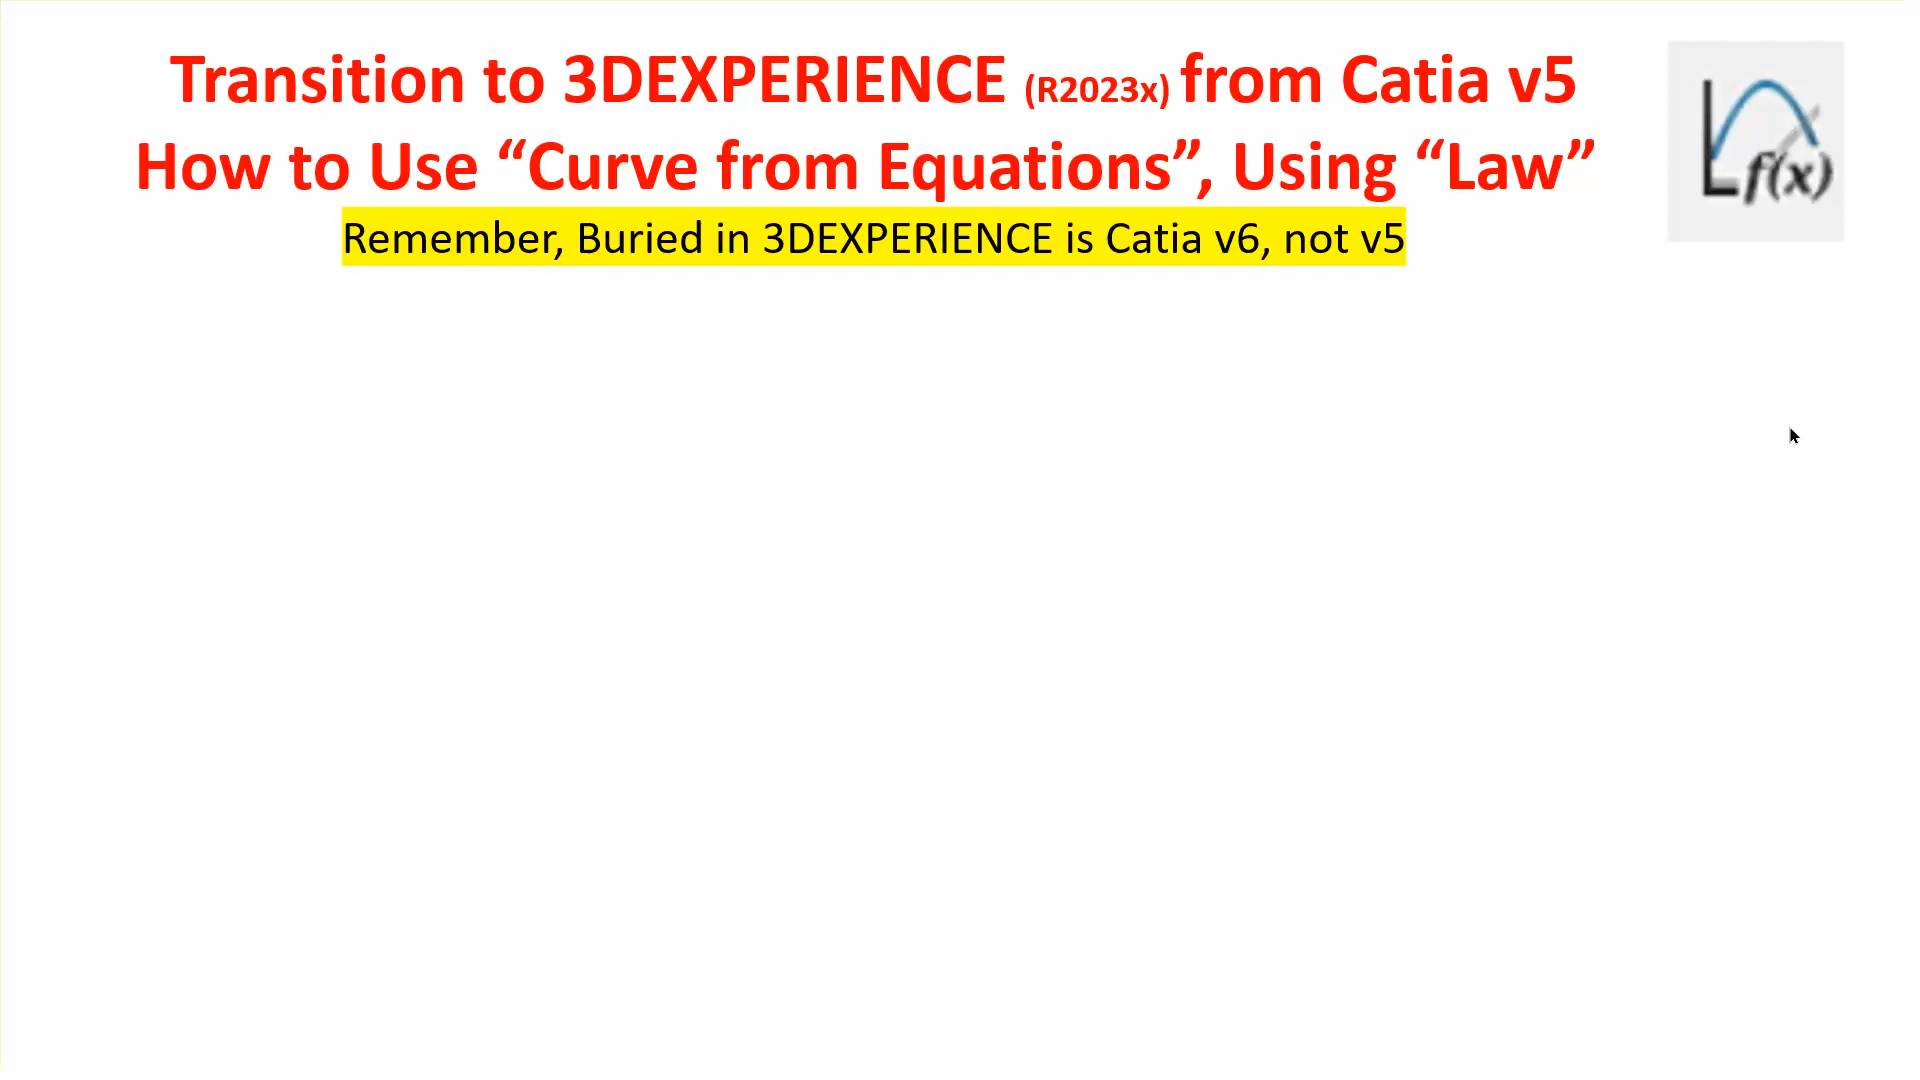 Transition to 3DEXPERIENCE (R2023x) from Catia v5
How to Use “Curve from Equations”, Using “Law”
Remember, Buried in 3DEXPERIENCE is Catia v6, not v5
f(x)